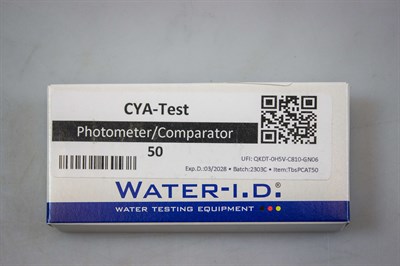 CYA-Test
Photometer/Comparator
50
UFI: QKDT-0H5V-C810-GN06
Exp.D.:03/2028 • Batch:2303C • Item:TbsPCAT50
WATER-I.D.
WATER TESTING EQUIPMENT